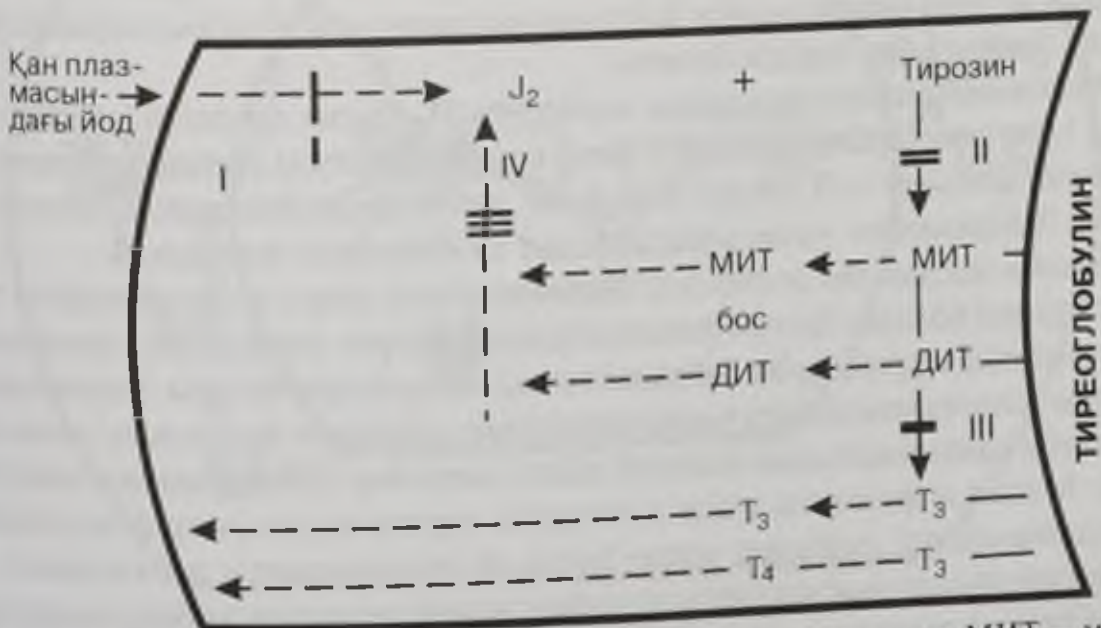 Қан плаз-
масын-
дағы йод
J2 + Тирозин
I
IV
II
МИТ МИТ
бос
ДИТ ДИТ
III
T3 T3
T4 T3
ТИРЕОГЛОБУЛИН
МИТ